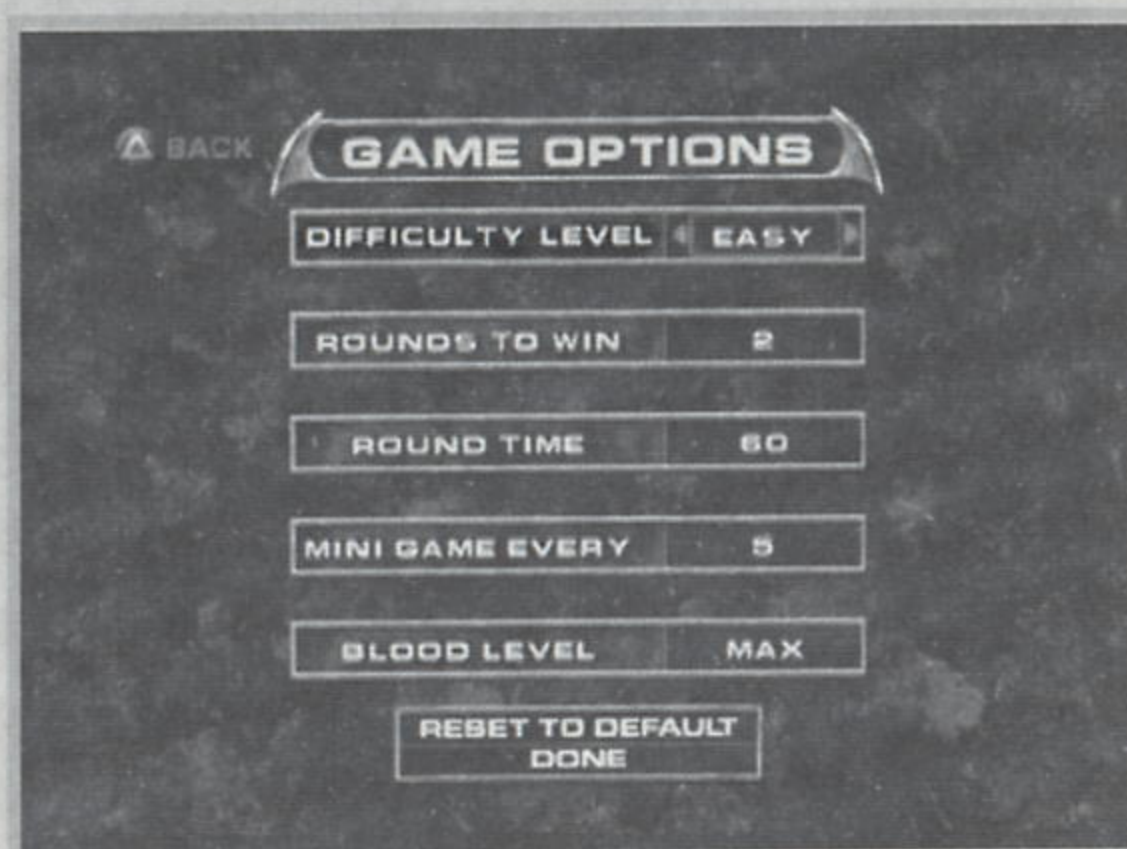 BACK
GAME OPTIONS
DIFFICULTY LEVEL EASY
ROUNDS TO WIN 2
ROUND TIME 60
MINI GAME EVERY 5
BLOOD LEVEL MAX
RESET TO DEFAULT
DONE